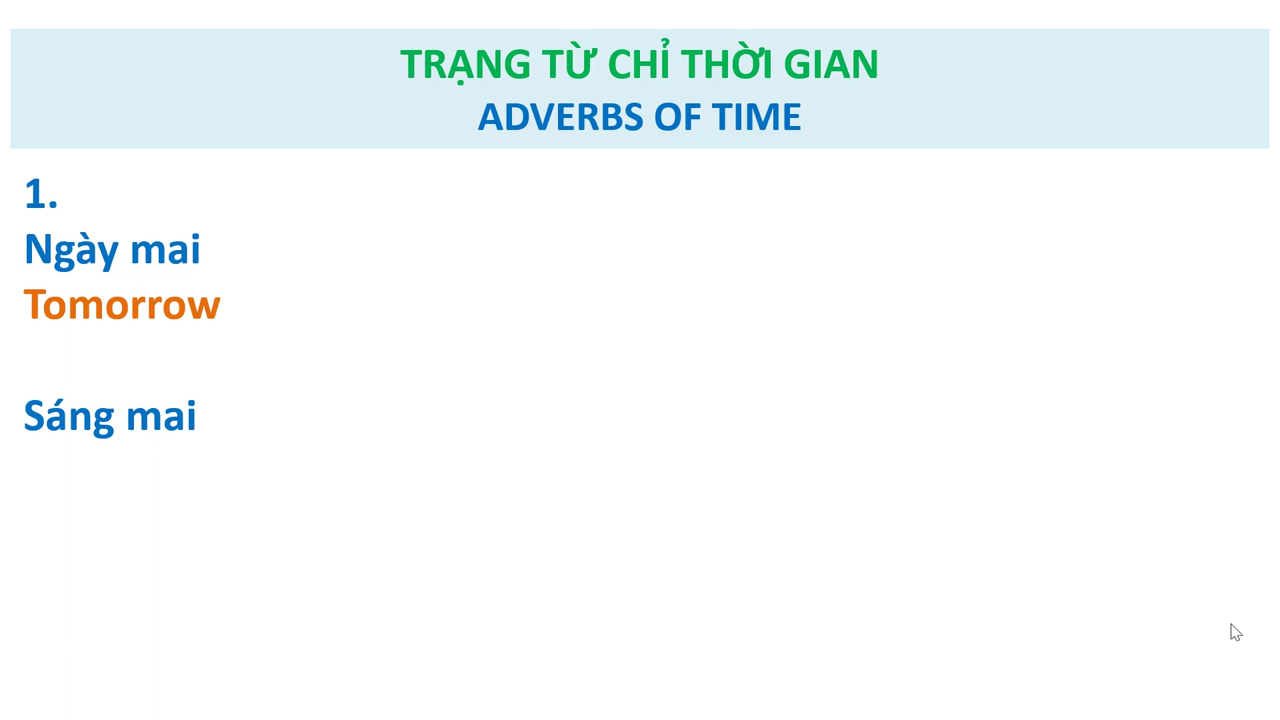 TRẠNG TỪ CHỈ THỜI GIAN
ADVERBS OF TIME
1.
Ngày mai
Tomorrow
Sáng mai